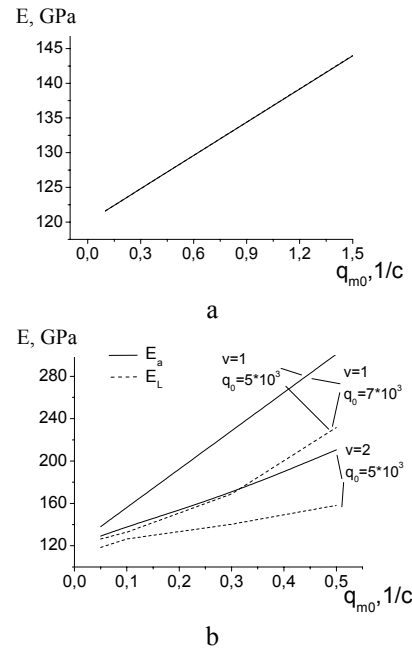 E, GPa
145
140
135
130
125
120
0,0 0,3 0,6 0,9 1,2 1,5
q_m0,1/c
a
E, GPa
E_a
E_L
v=1
q_0=5*10^3
v=1
q_0=7*10^3
v=2
q_0=5*10^3
280
240
200
160
120
0,0 0,1 0,2 0,3 0,4 0,5
q_m0,1/c
b